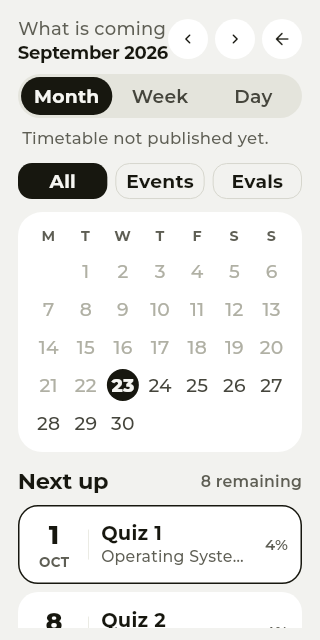 What is coming
September 2026
Month Week Day
Timetable not published yet.
All Events Evals
M T W T F S S
1 2 3 4 5 6
7 8 9 10 11 12 13
14 15 16 17 18 19 20
21 22 23 24 25 26 27
28 29 30
Next up 8 remaining
1 Quiz 1 4%
OCT Operating Syste...
8 Quiz 2